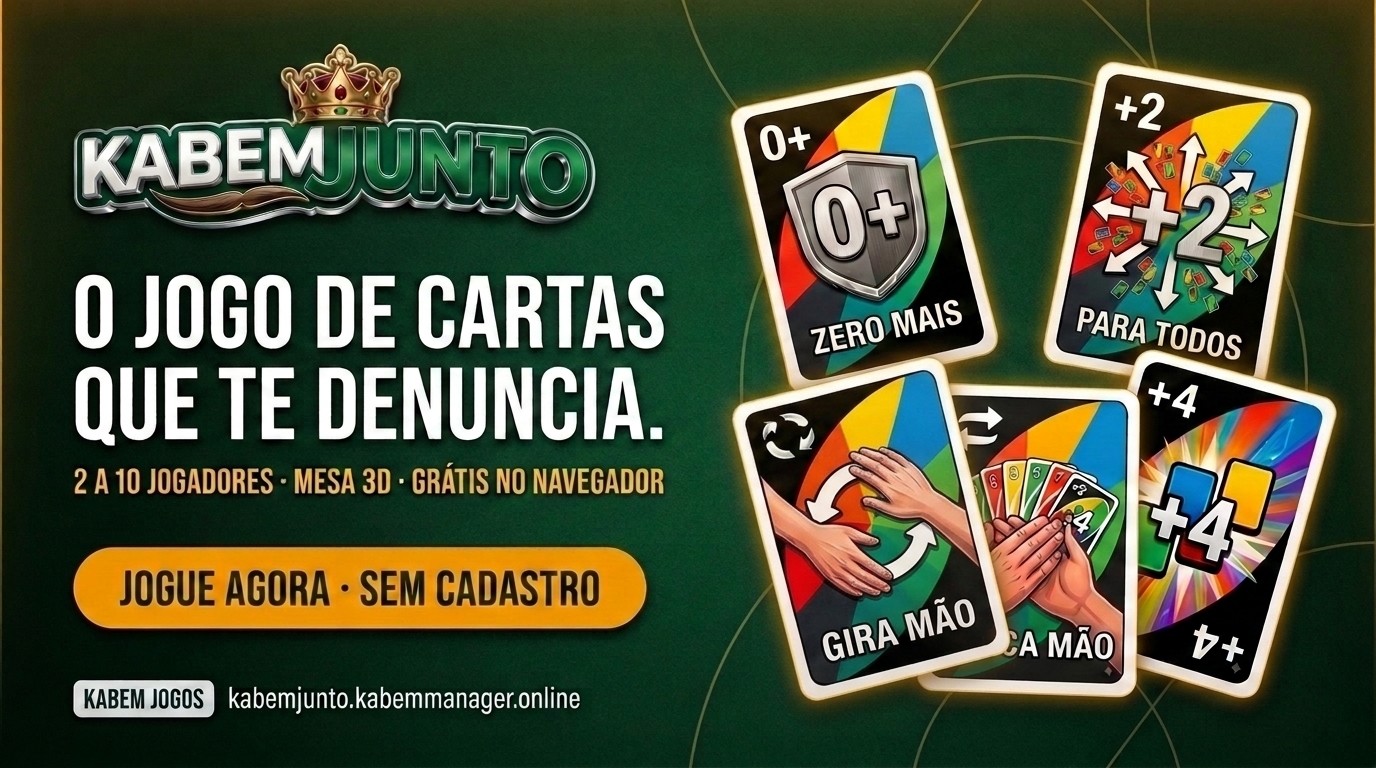 KABEMJUNTO
O JOGO DE CARTAS
QUE TE DENUNCIA.
2 A 10 JOGADORES · MESA 3D · GRÁTIS NO NAVEGADOR
JOGUE AGORA · SEM CADASTRO
KABEM JOGOS kabemjunto.kabemmanager.online
0+
0+
ZERO MAIS
+2
+2
PARA TODOS
GIRA MÃO
CA MÃO
+4
+4
+4